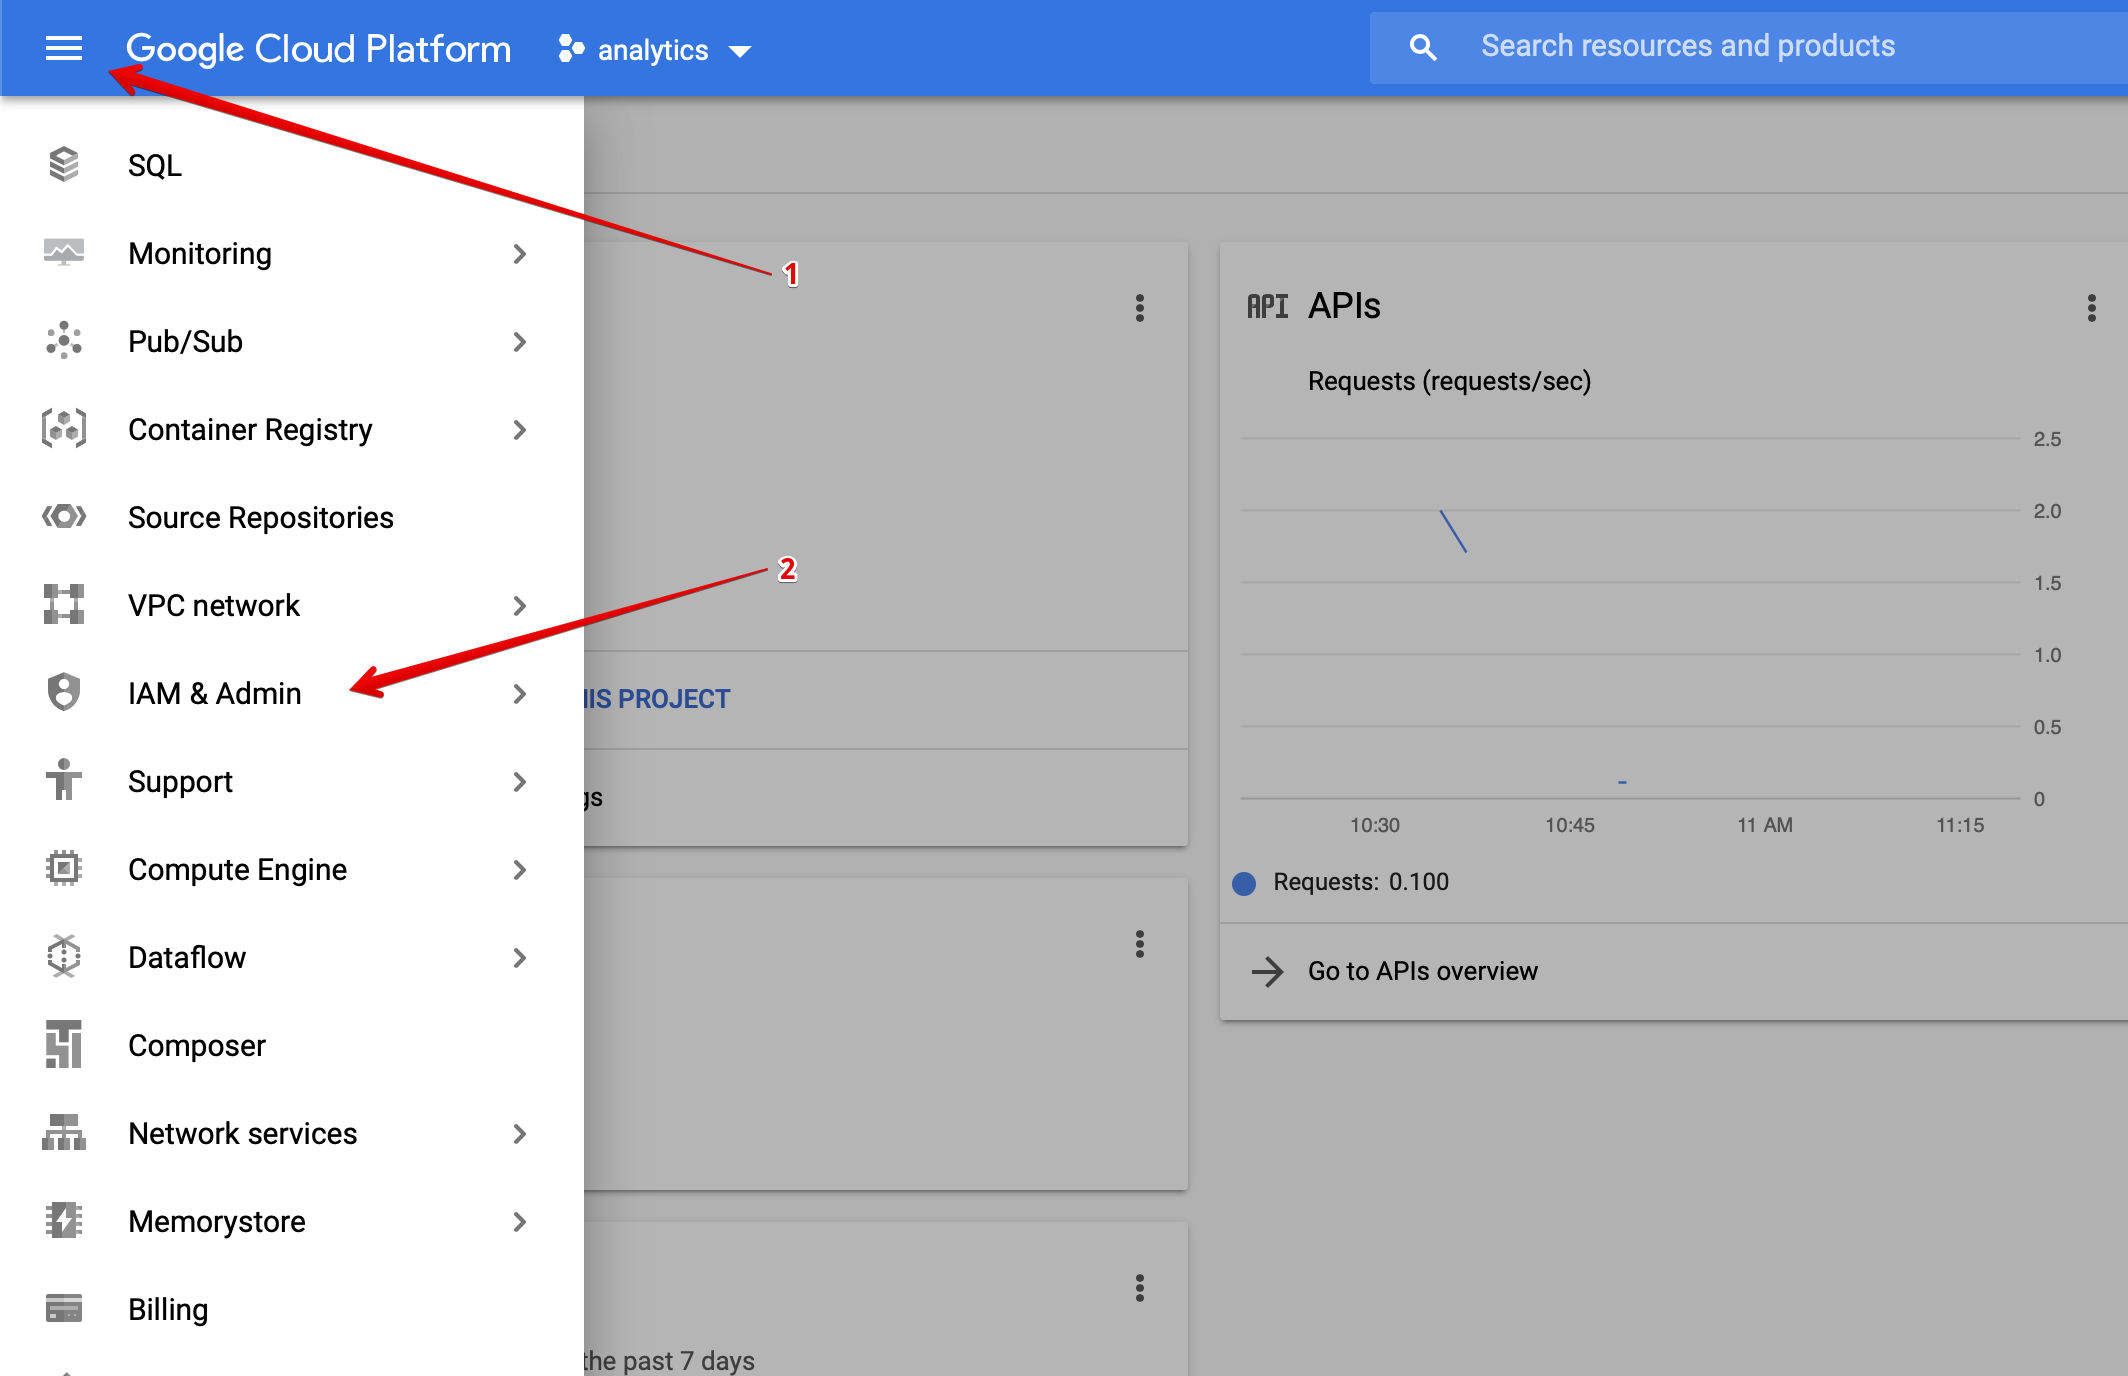 Google Cloud Platform
analytics
Search resources and products
SQL
Monitoring
Pub/Sub
Container Registry
Source Repositories
VPC network
IAM & Admin
Support
Compute Engine
Dataflow
Composer
Network services
Memorystore
Billing
1
2
PROJECT
the past 7 days
API APIs
Requests (requests/sec)
2.5
2.0
1.5
1.0
0.5
0
10:30 10:45 11 AM 11:15
Requests: 0.100
Go to APIs overview